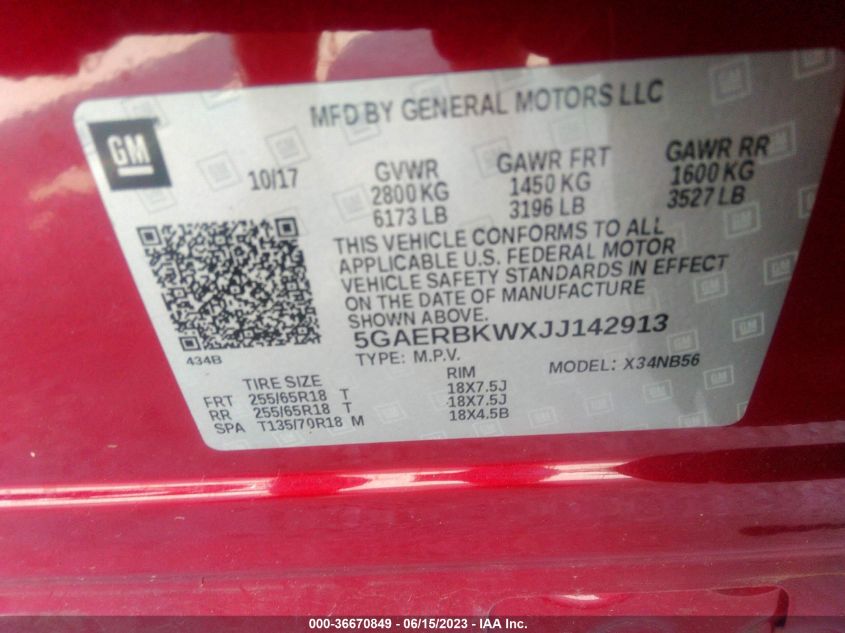 MFD BY GENERAL MOTORS LLC
GM
10/17
GVWR
2800 KG
6173 LB
GAWR FRT
1450 KG
3196 LB
GAWR RR
1600 KG
3527 LB
THIS VEHICLE CONFORMS TO ALL
APPLICABLE U.S. FEDERAL MOTOR
VEHICLE SAFETY STANDARDS IN EFFECT
ON THE DATE OF MANUFACTURE
SHOWN ABOVE.
5GAERBKWXJJ142913
434B
TYPE: M.P.V.
MODEL: X34NB56
TIRE SIZE RIM
FRT 255/65R18 T 18X7.5J
RR 255/65R18 T 18X7.5J
SPA T135/70R18 M 18X4.5B
000-36670849 - 06/15/2023 - IAA Inc.